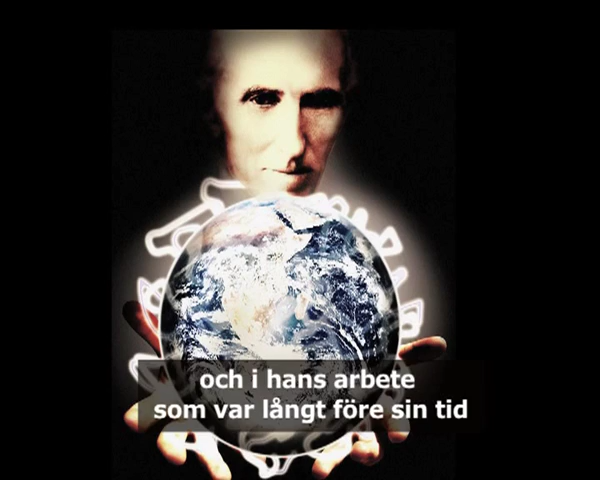 och i hans arbete
som var långt före sin tid